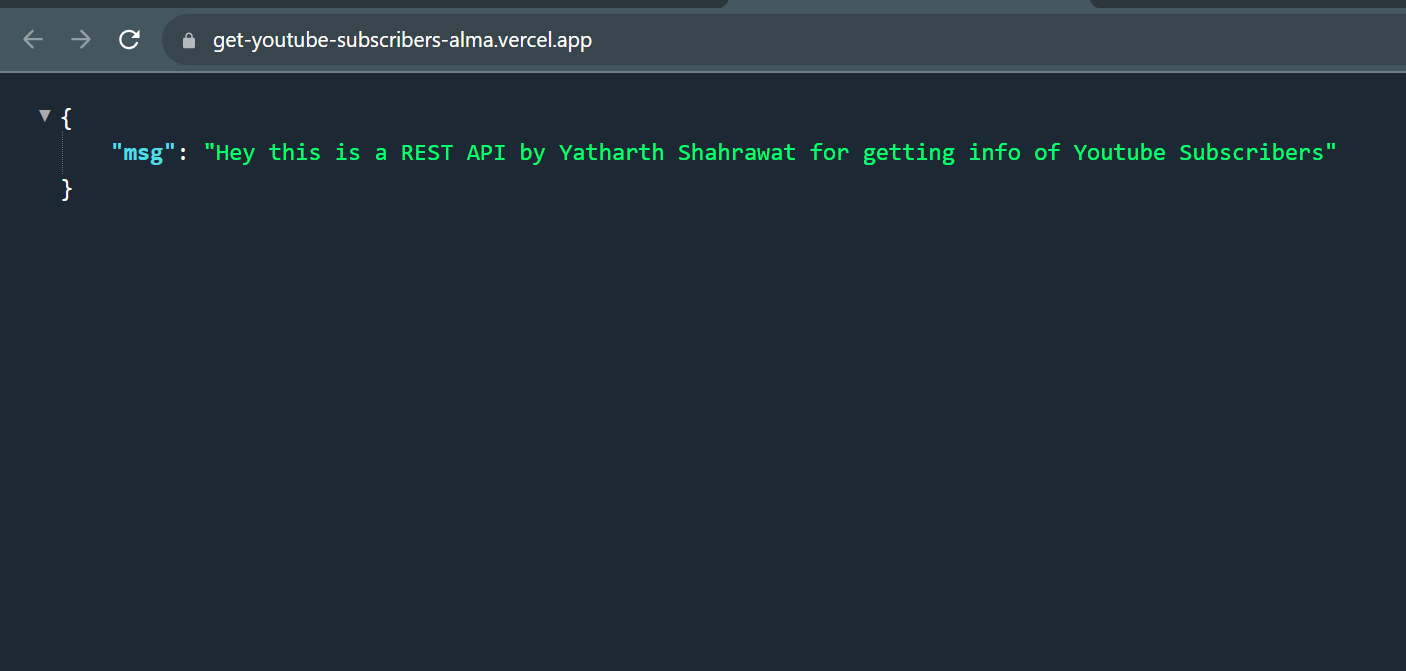 get-youtube-subscribers-alma.vercel.app
{
"msg": "Hey this is a REST API by Yatharth Shahrawat for getting info of Youtube Subscribers"
}